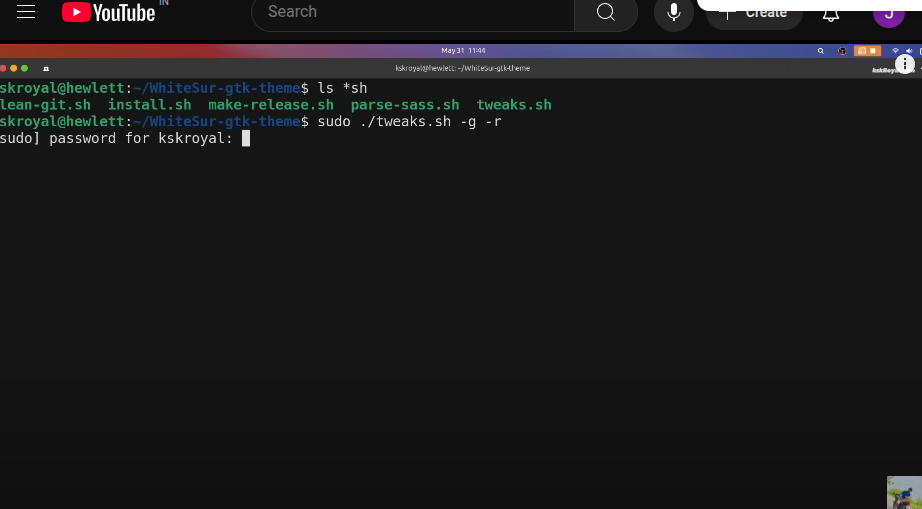 IN
YouTube
Search
Create
J
May 31 11:44
kskroyal@hewlett: ~/WhiteSur-gtk-theme
skroyal@hewlett:~/WhiteSur-gtk-theme$ ls *sh
lean-git.sh install.sh make-release.sh parse-sass.sh tweaks.sh
skroyal@hewlett:~/WhiteSur-gtk-theme$ sudo ./tweaks.sh -g -r
sudo] password for kskroyal: